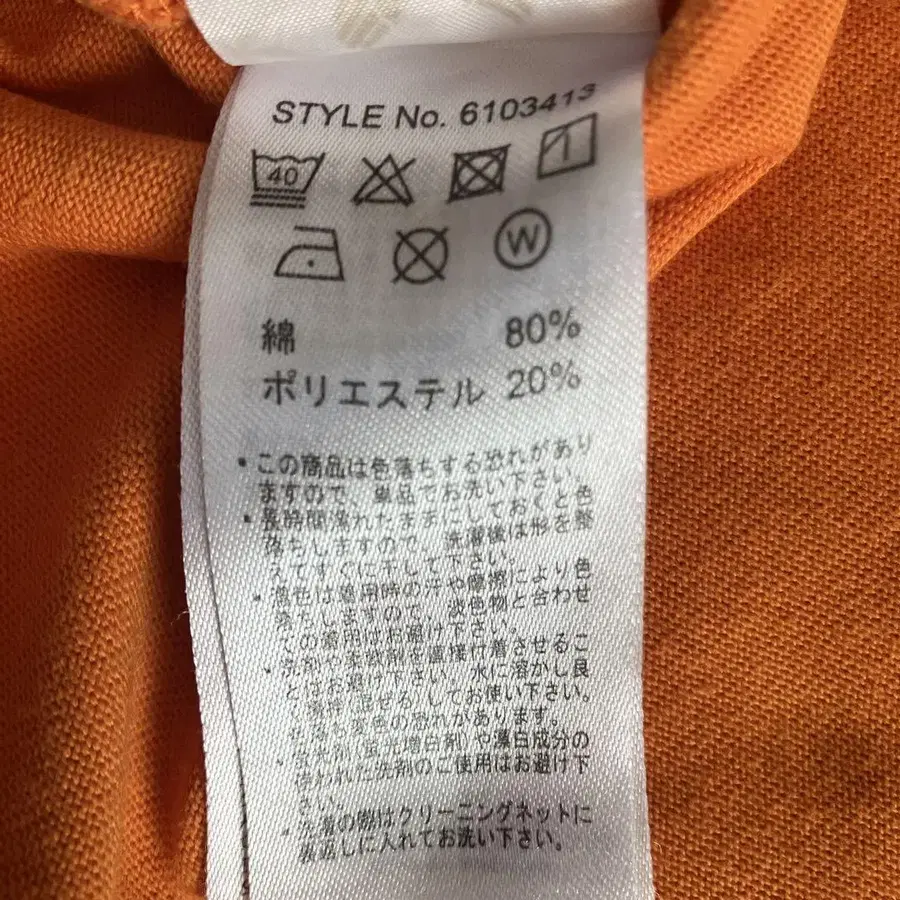 STYLE No. 6103413
40
W
綿 80%
ポリエステル 20%
・この商品は色落ちする恐れがあり
ますので、単品でお洗い下さい。
・長時間濡れたままにしておくと色
落ちしますので、洗濯後は形を整
えてすぐに干して下さい。
・濃色は着用時の汗や摩擦により色
落ちしますので、淡色物と合わせ
ての着用はお避け下さい。
・洗剤や柔軟剤を直接付着させるこ
とはお避け下さい。水に溶かし良
く攪拌(混ぜる)してお使い下さい。
色落ち変色の恐れがあります。
・蛍光剤(蛍光増白剤)や漂白成分の
使われた洗剤のご使用はお避け下
さい。
・洗濯の際はクリーニングネットに
裏返しに入れてお洗い下さい。